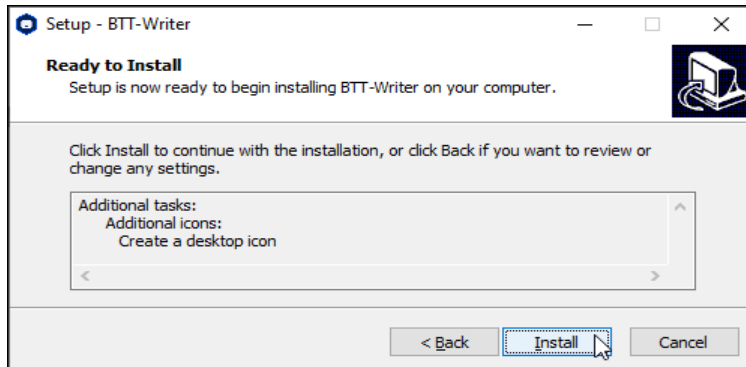 Setup - BTT-Writer
Ready to Install
Setup is now ready to begin installing BTT-Writer on your computer.
Click Install to continue with the installation, or click Back if you want to review or
change any settings.
Additional tasks:
Additional icons:
Create a desktop icon
< Back
Install
Cancel